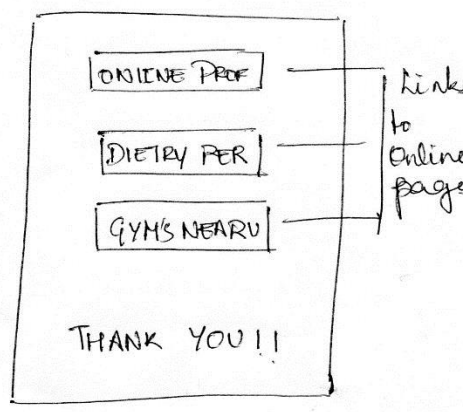 ONLINE PROF
DIETRY PER
GYM'S NEARU
THANK YOU!!
Links
to
Online
pages